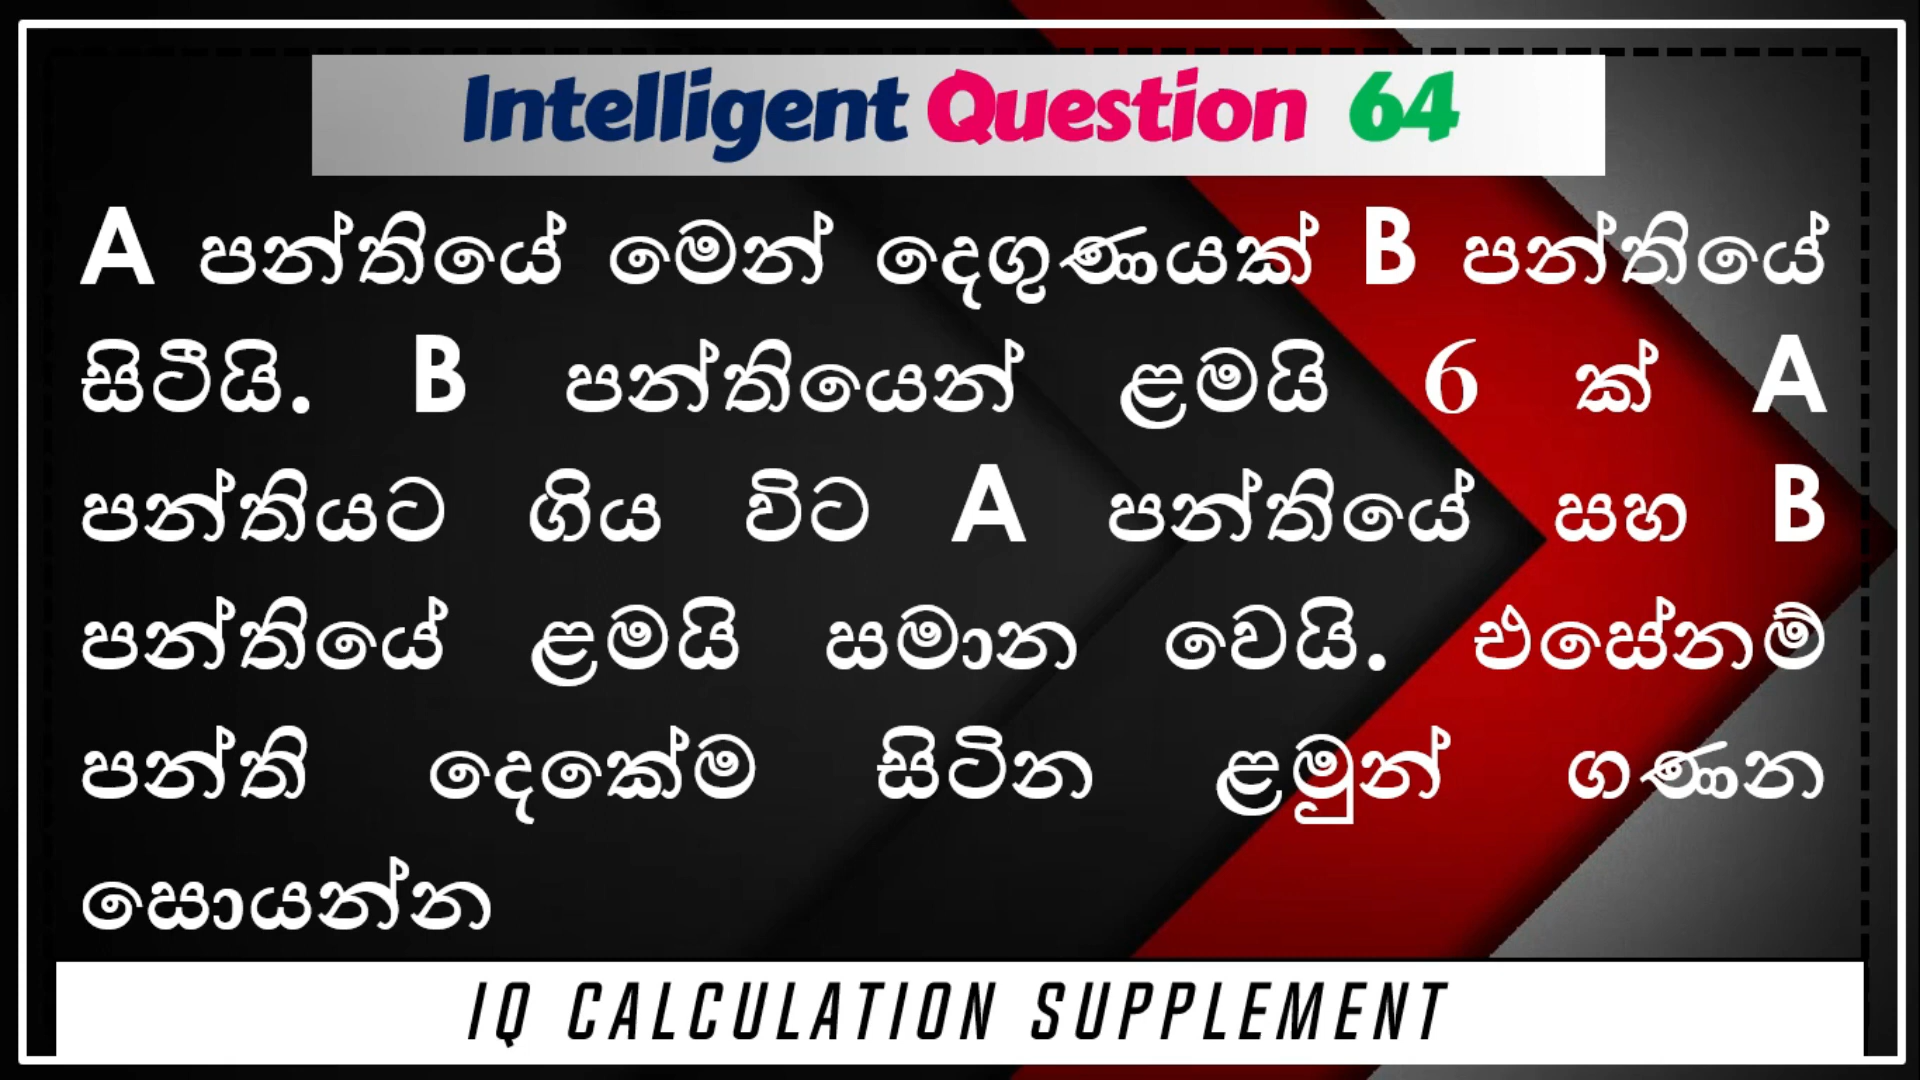 Intelligent Question 64
A පන්තියේ මෙන් දෙගුණයක් B පන්තියේ
සිටීයි. B පන්තියෙන් ළමයි 6 ක් A
පන්තියට ගිය විට A පන්තියේ සහ B
පන්තියේ ළමයි සමාන වෙයි. එසේනම්
පන්ති දෙකේම සිටින ළමුන් ගණන
සොයන්න
IQ CALCULATION SUPPLEMENT